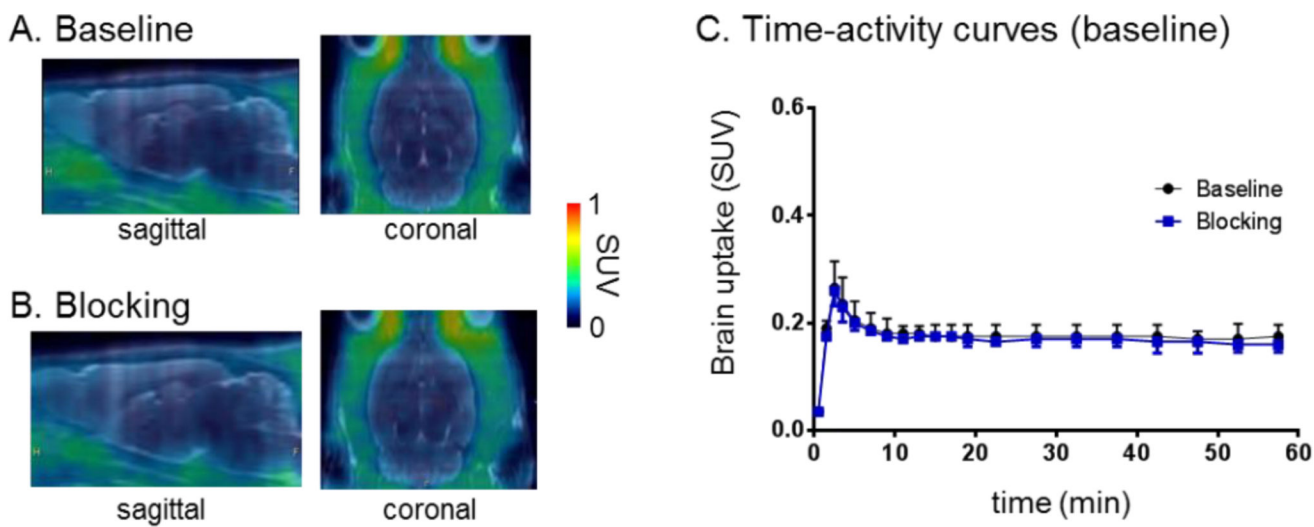 A. Baseline
H
F
sagittal
coronal
B. Blocking
H
F
sagittal
coronal
1
SUV
0
C. Time-activity curves (baseline)
Brain uptake (SUV)
0.6
0.4
0.2
0.0
Baseline
Blocking
0 10 20 30 40 50 60
time (min)